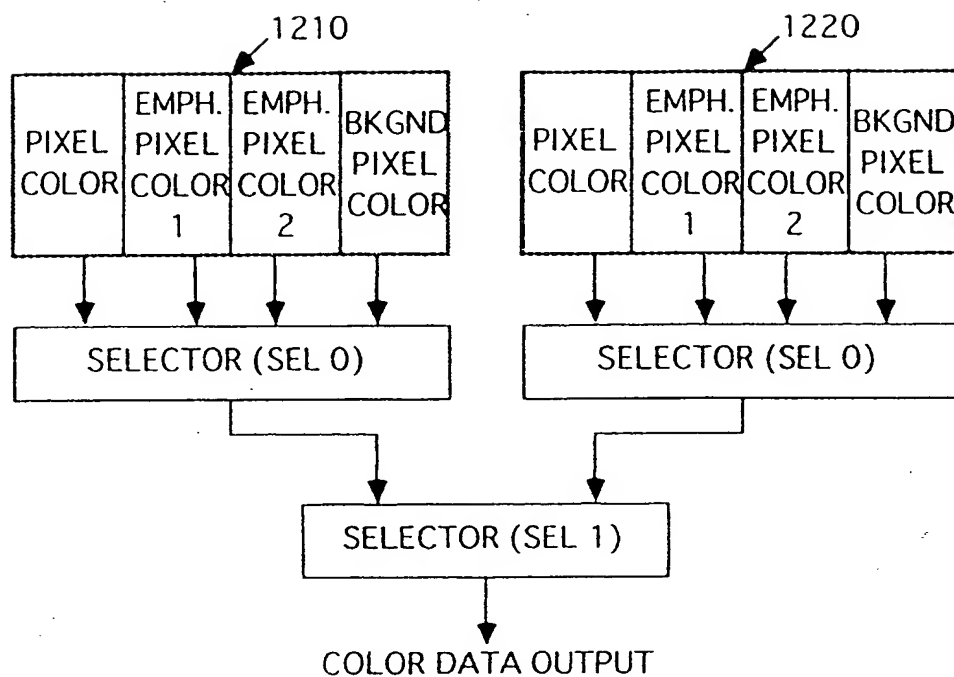 1210
1220
PIXEL
COLOR
EMPH.
PIXEL
COLOR
1
EMPH.
PIXEL
COLOR
2
BKGND
PIXEL
COLOR
PIXEL
COLOR
EMPH.
PIXEL
COLOR
1
EMPH.
PIXEL
COLOR
2
BKGND
PIXEL
COLOR
SELECTOR (SEL 0)
SELECTOR (SEL 0)
SELECTOR (SEL 1)
COLOR DATA OUTPUT